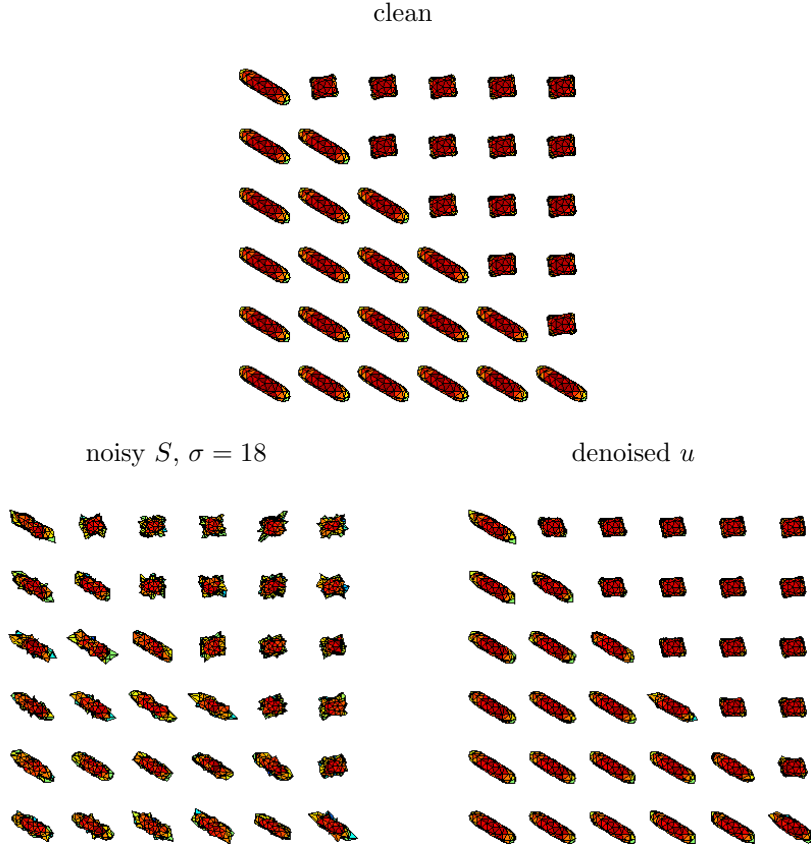 clean
noisy S, σ = 18
denoised u